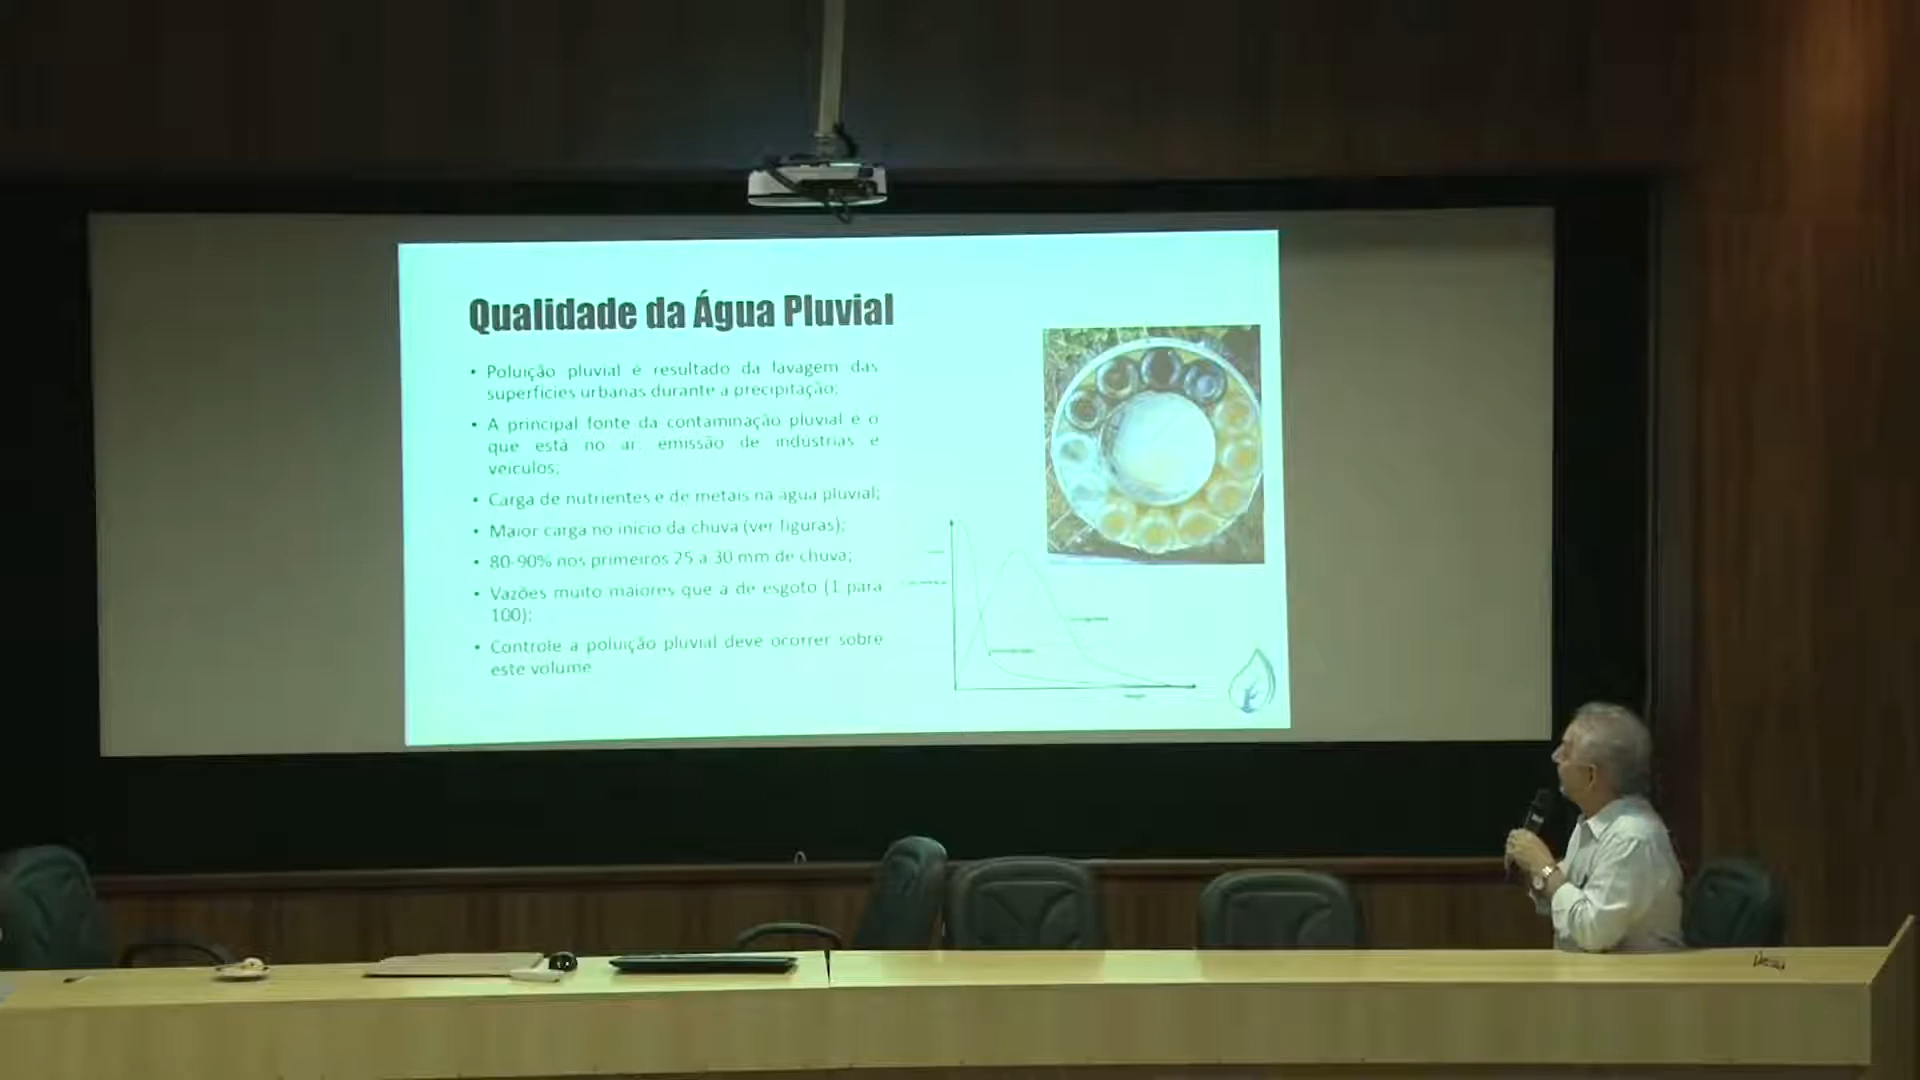 Qualidade da Água Pluvial
• Poluição pluvial é resultado da lavagem das
superfícies urbanas durante a precipitação;
• A principal fonte da contaminação pluvial é o
que está no ar: emissão de indústrias e
veículos;
• Carga de nutrientes e de metais na água pluvial;
• Maior carga no início da chuva (ver figuras);
• 80-90% nos primeiros 25 a 30 mm de chuva;
• Vazões muito maiores que a de esgoto (1 para
100);
• Controle a poluição pluvial deve ocorrer sobre
este volume